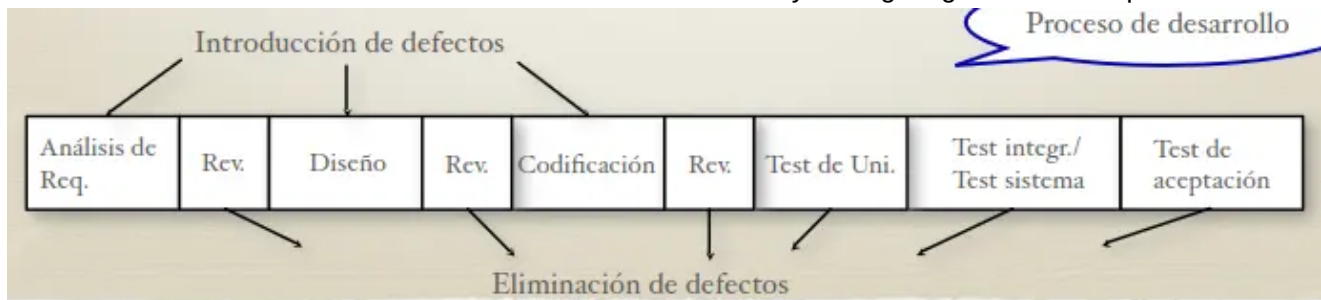 Proceso de desarrollo
Introducción de defectos
Análisis de
Req.
Rev.
Diseño
Rev.
Codificación
Rev.
Test de Uni.
Test integr./
Test sistema
Test de
aceptación
Eliminación de defectos